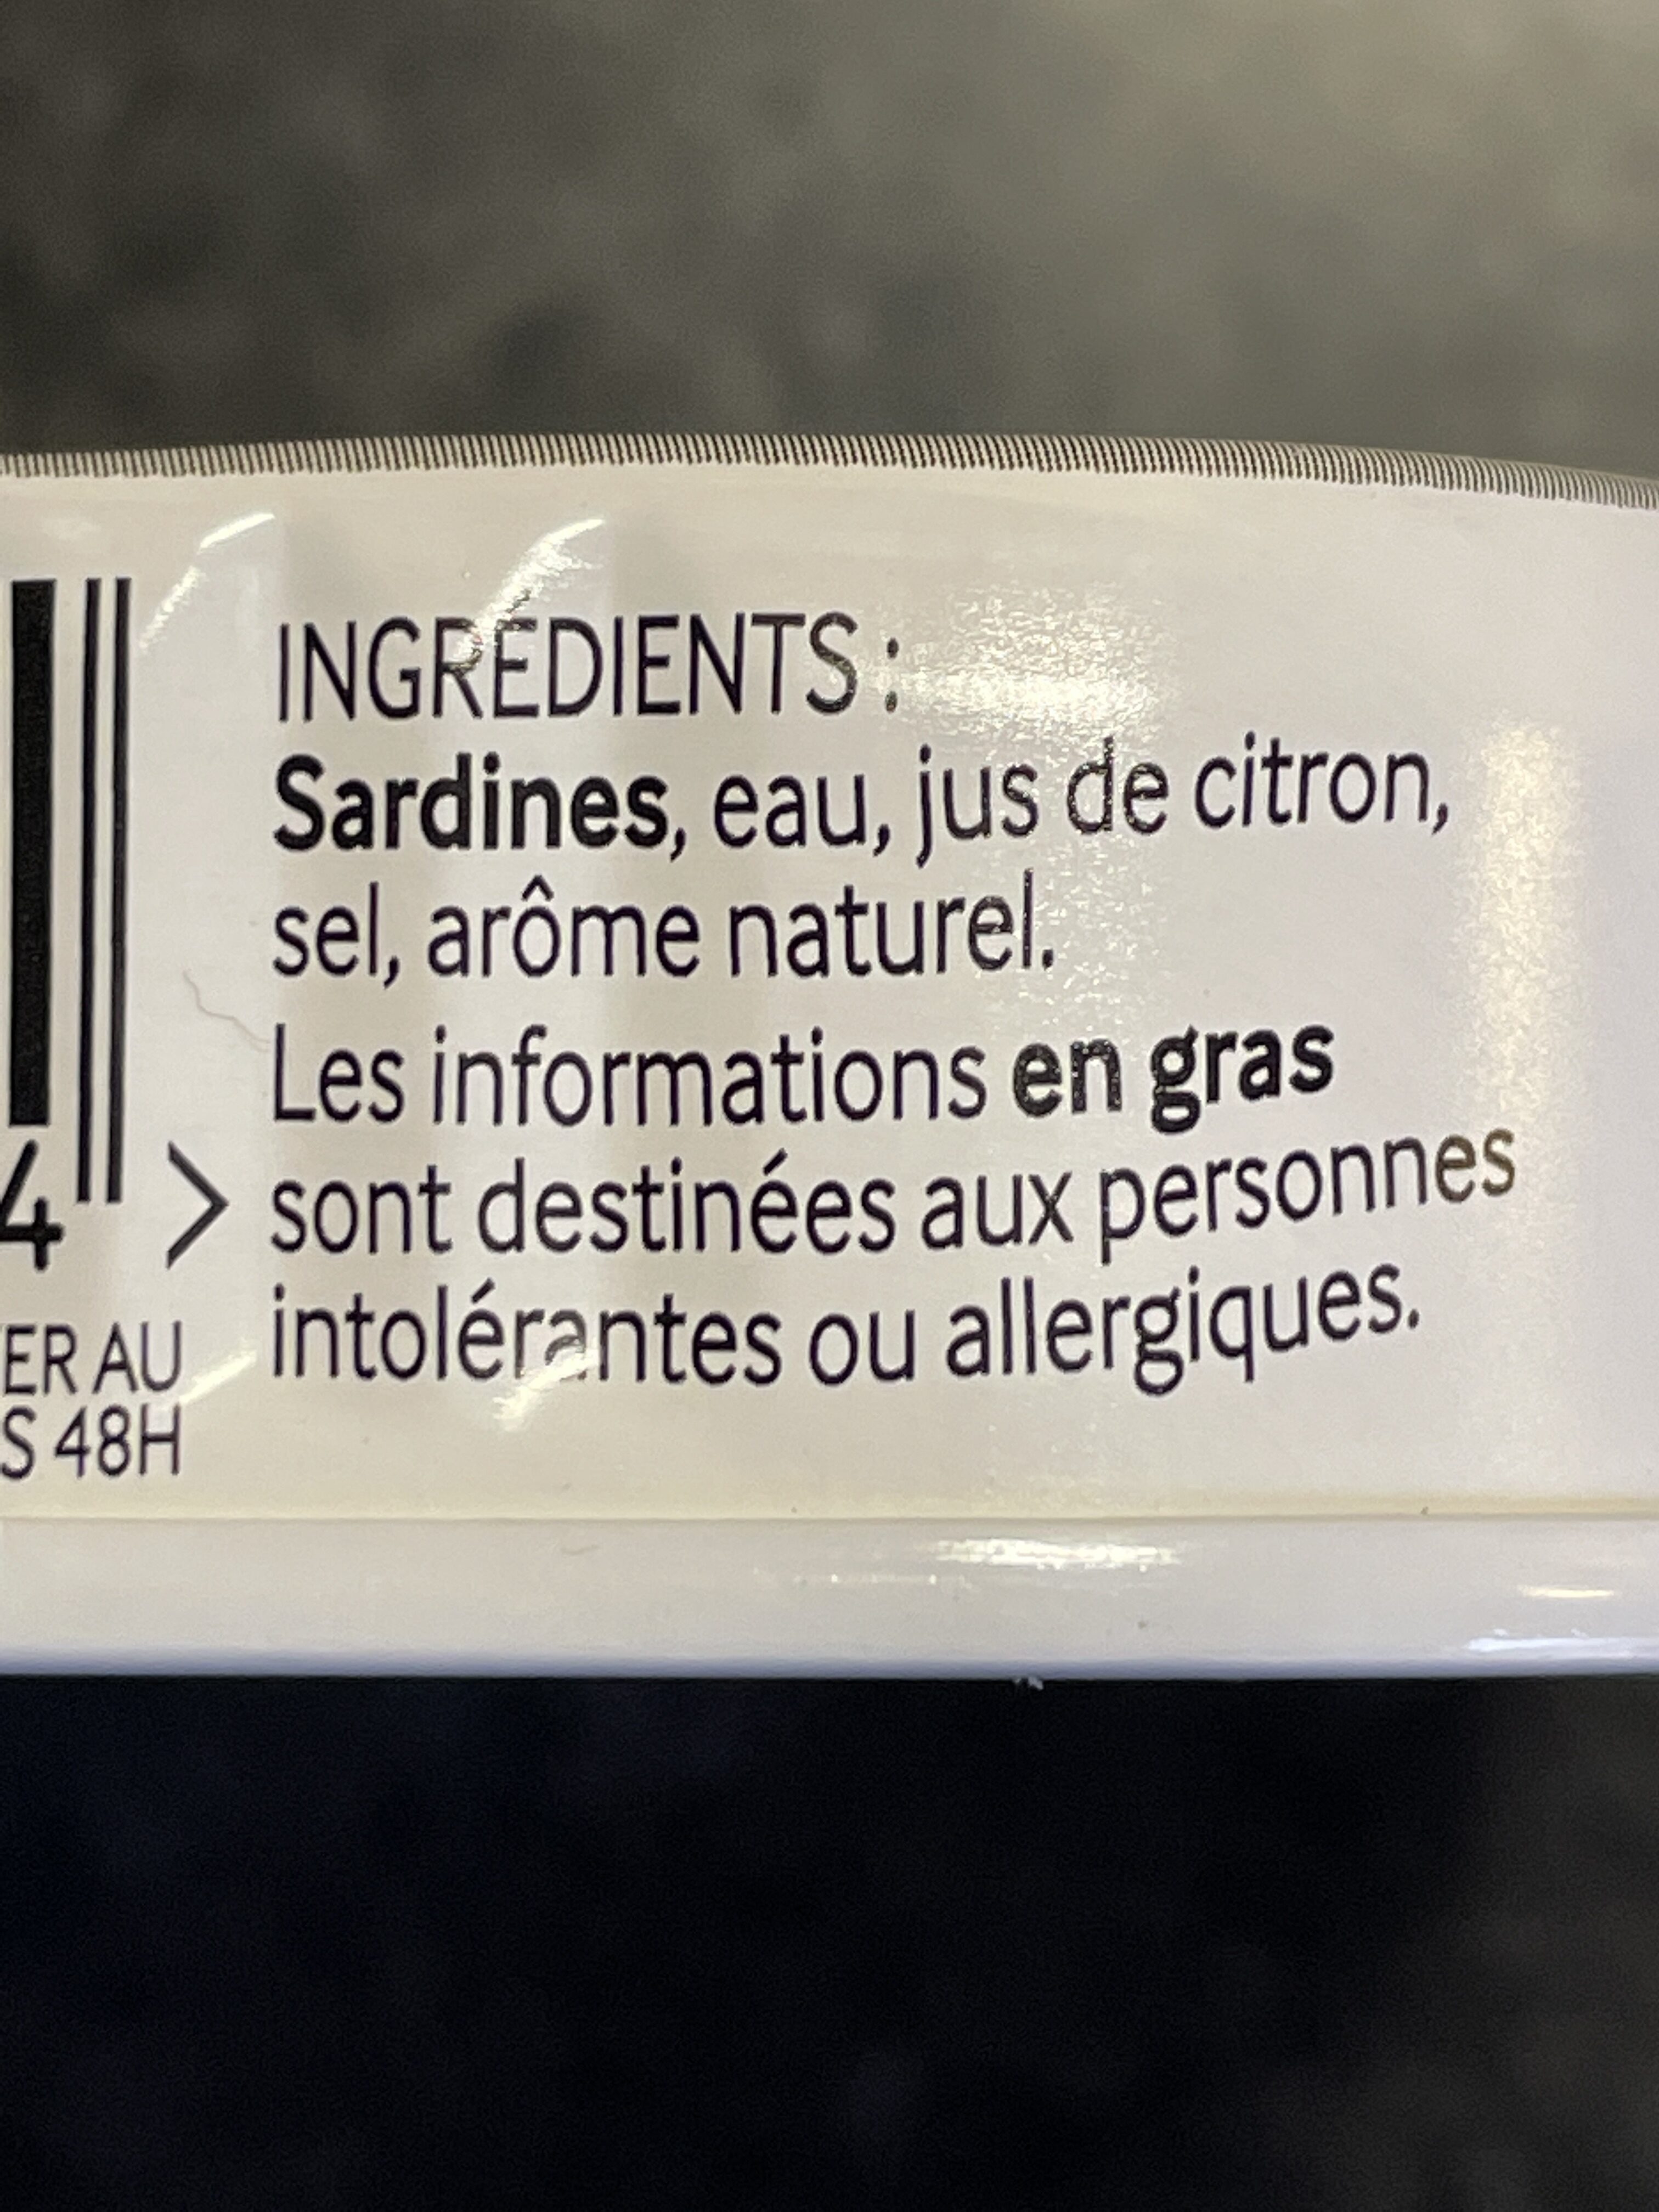 INGRÉDIENTS :
Sardines, eau, jus de citron,
sel, arôme naturel.
Les informations en gras
sont destinées aux personnes
intolérantes ou allergiques.
4 >
ER AU
S 48H